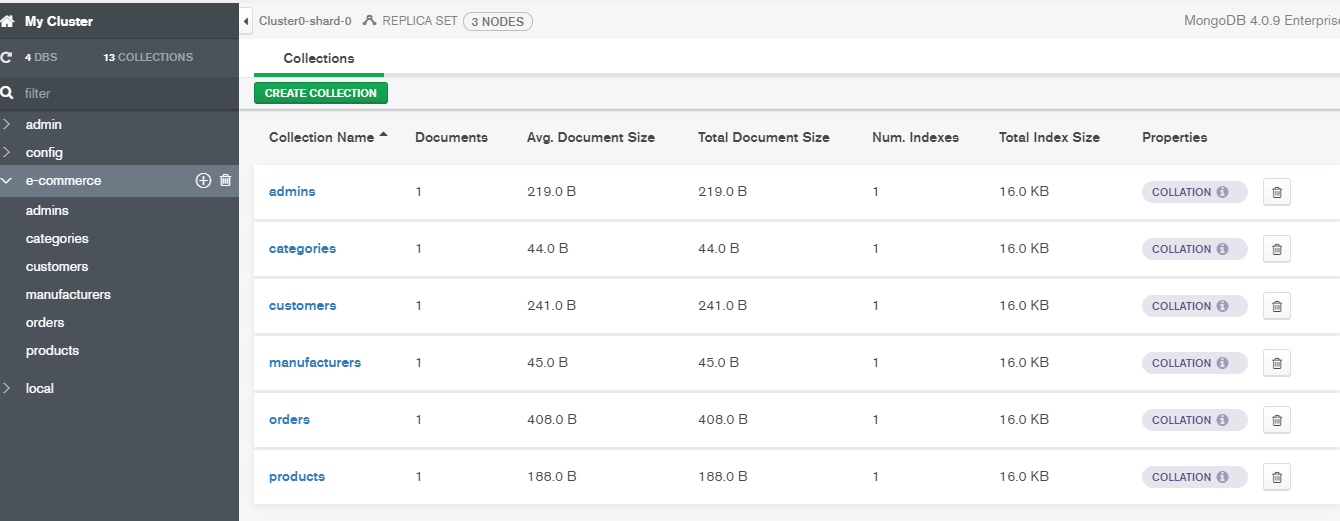 My Cluster
4 DBS 13 COLLECTIONS
filter
admin
config
e-commerce
admins
categories
customers
manufacturers
orders
products
local
Cluster0-shard-0 REPLICA SET 3 NODES
MongoDB 4.0.9 Enterprise
Collections
CREATE COLLECTION
Collection Name Documents Avg. Document Size Total Document Size Num. Indexes Total Index Size Properties
admins 1 219.0 B 219.0 B 1 16.0 KB COLLATION
categories 1 44.0 B 44.0 B 1 16.0 KB COLLATION
customers 1 241.0 B 241.0 B 1 16.0 KB COLLATION
manufacturers 1 45.0 B 45.0 B 1 16.0 KB COLLATION
orders 1 408.0 B 408.0 B 1 16.0 KB COLLATION
products 1 188.0 B 188.0 B 1 16.0 KB COLLATION